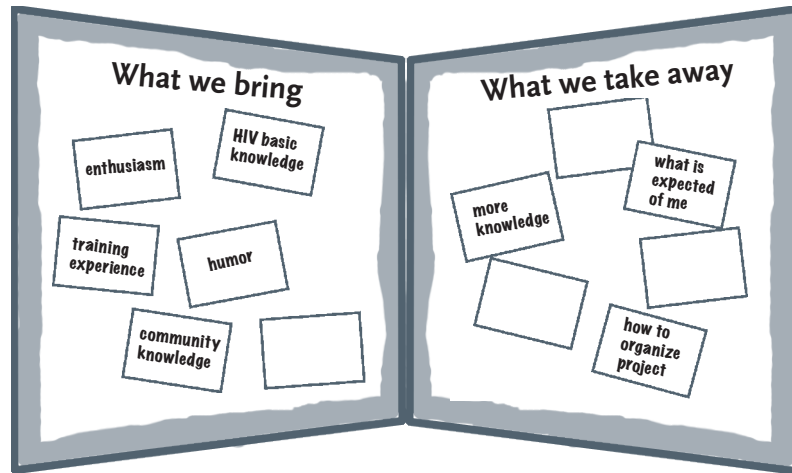 What we bring
enthusiasm
HIV basic
knowledge
training
experience
humor
community
knowledge
What we take away
what is
expected
of me
more
knowledge
how to
organize
project